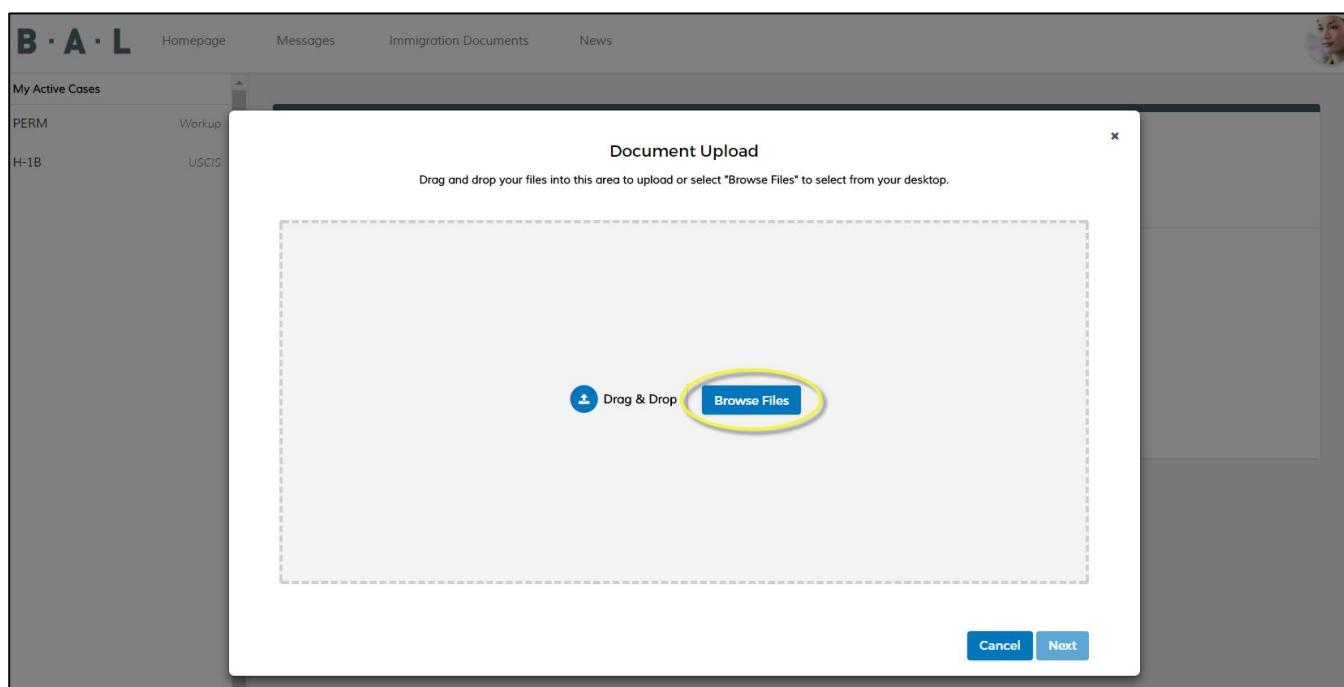 B · A · L Homepage Messages Immigration Documents News
My Active Cases
PERM Workup
H-1B USCIS
Document Upload
Drag and drop your files into this area to upload or select "Browse Files" to select from your desktop.
Drag & Drop Browse Files
Cancel Next